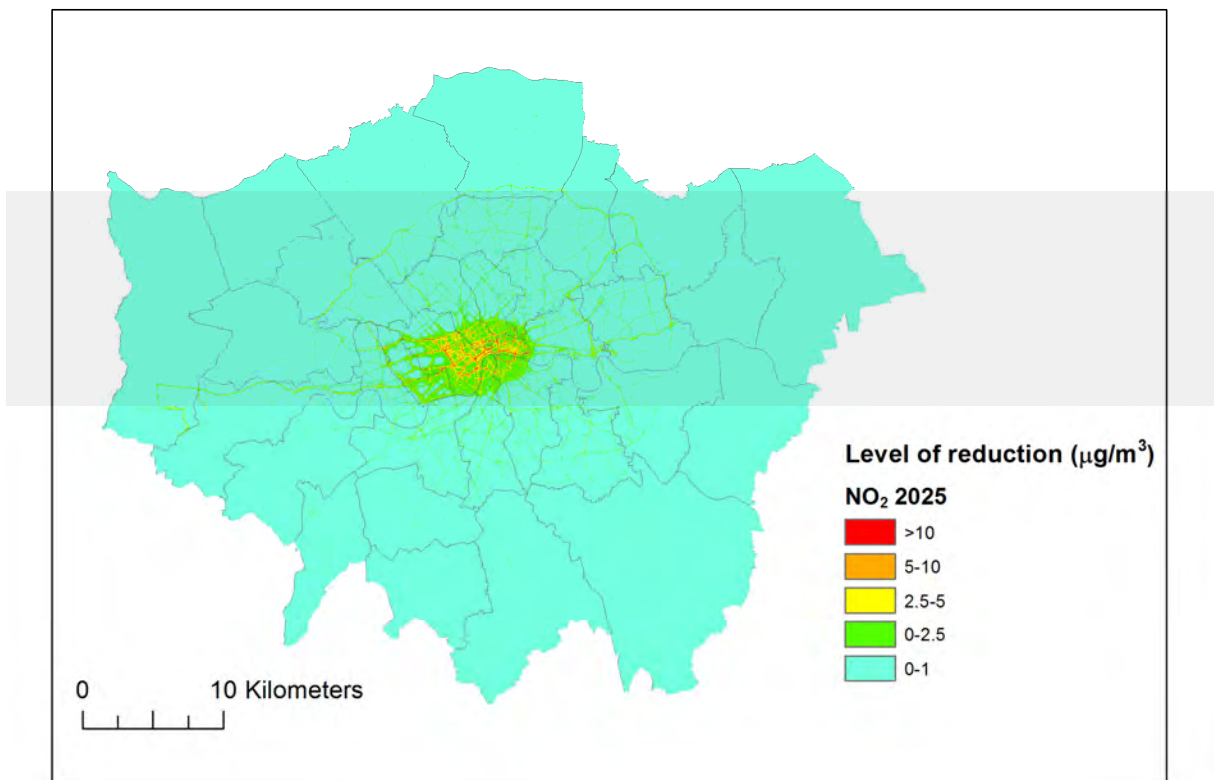 Level of reduction (μg/m³)
NO₂ 2025
>10
5-10
2.5-5
0-2.5
0-1
0 10 Kilometers